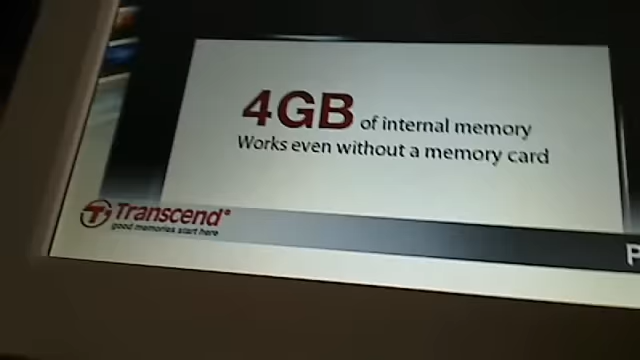 4GB of internal memory
Works even without a memory card
Transcend®
good memories start here
P